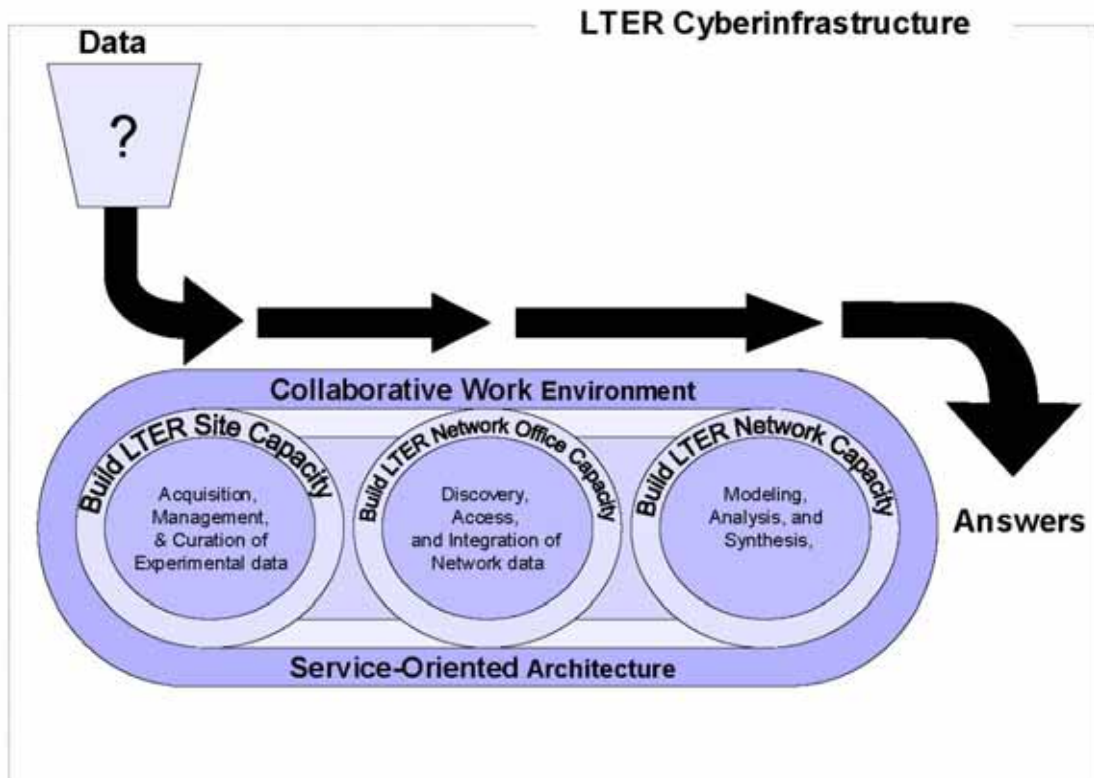 LTER Cyberinfrastructure
Data
?
Collaborative Work Environment
Build LTER Site Capacity
Acquisition,
Management,
& Curation of
Experimental data
Build LTER Network Office Capacity
Discovery,
Access,
and Integration of
Network data
Build LTER Network Capacity
Modeling,
Analysis, and
Synthesis,
Answers
Service-Oriented Architecture